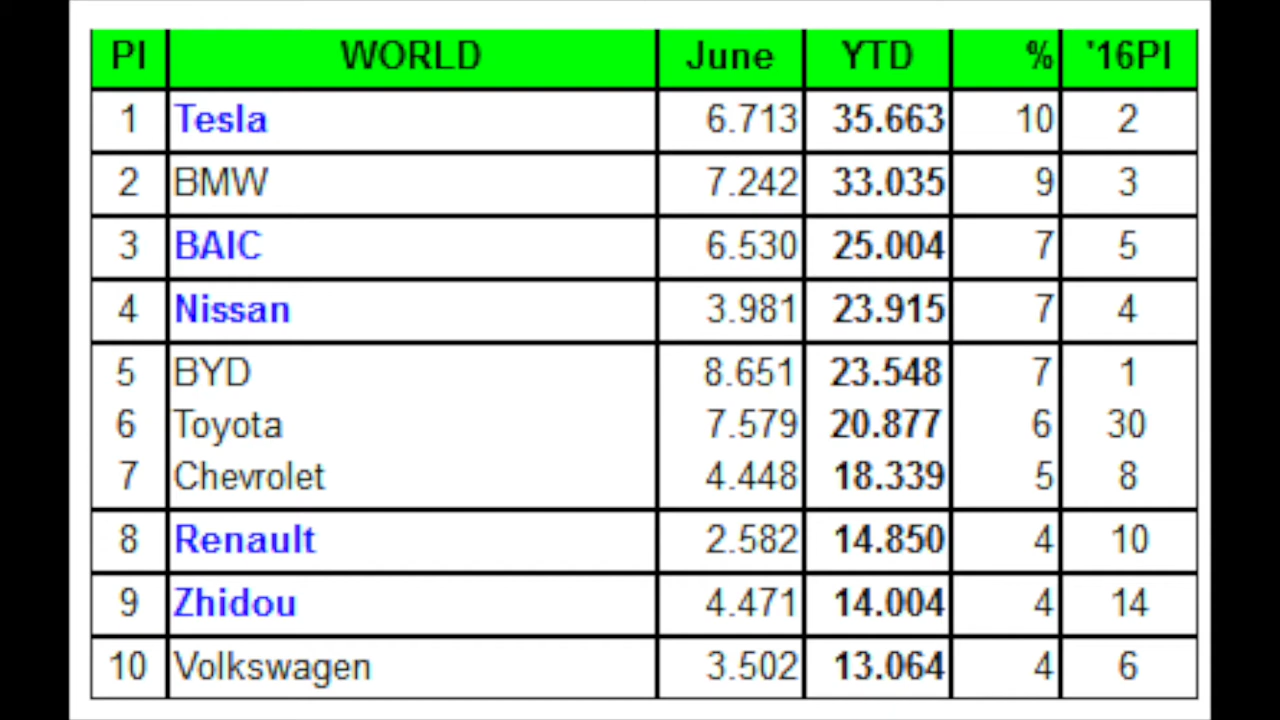 PI WORLD June YTD % '16PI
1 Tesla 6.713 35.663 10 2
2 BMW 7.242 33.035 9 3
3 BAIC 6.530 25.004 7 5
4 Nissan 3.981 23.915 7 4
5 BYD 8.651 23.548 7 1
6 Toyota 7.579 20.877 6 30
7 Chevrolet 4.448 18.339 5 8
8 Renault 2.582 14.850 4 10
9 Zhidou 4.471 14.004 4 14
10 Volkswagen 3.502 13.064 4 6